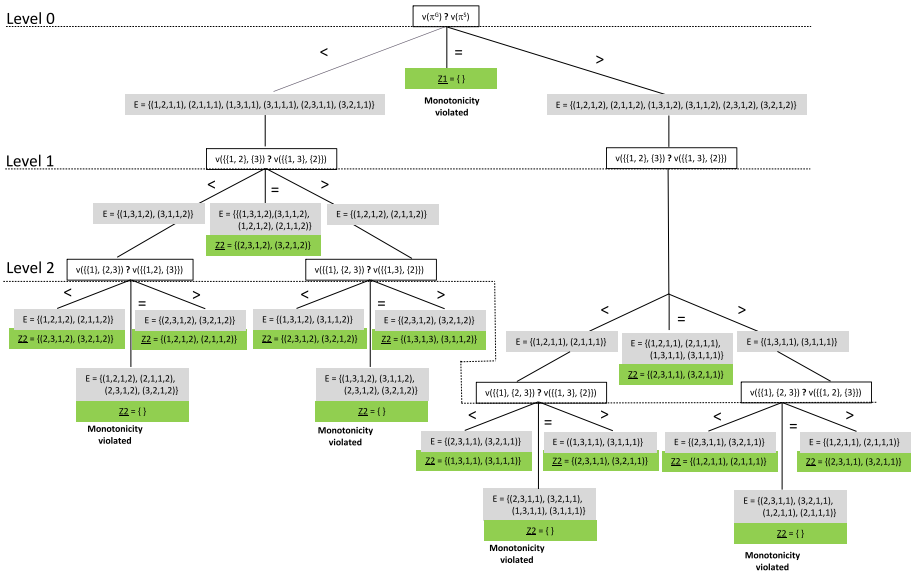 Level 0
v(πᴳ) ? v(πˢ)
<
=
>
Z1 = { }
Monotonicity
violated
E = {(1,2,1,1), (2,1,1,1), (1,3,1,1), (3,1,1,1), (2,3,1,1), (3,2,1,1)}
E = {(1,2,1,2), (2,1,1,2), (1,3,1,2), (3,1,1,2), (2,3,1,2), (3,2,1,2)}
Level 1
v({{1, 2}, {3}) ? v({{1, 3}, {2}})
v({{1, 2}, {3}) ? v({{1, 3}, {2}})
<
=
>
E = {(1,3,1,2), (3,1,1,2)}
E = {{(1,3,1,2),(3,1,1,2),
(1,2,1,2), (2,1,1,2)}
Z2 = {(2,3,1,2), (3,2,1,2)}
E = {(1,2,1,2), (2,1,1,2)}
Level 2
v({{1}, {2,3}) ? v({{1,2}, {3}})
v({{1}, {2, 3}) ? v({{1,3}, {2}})
<
=
>
<
=
>
E = {(1,2,1,2), (2,1,1,2)}
Z2 = {(2,3,1,2), (3,2,1,2)}
E = {(2,3,1,2), (3,2,1,2)}
Z2 = {(1,2,1,2), (2,1,1,2)}
E = {(1,3,1,2), (3,1,1,2)}
Z2 = {(2,3,1,2), (3,2,1,2)}
E = {(2,3,1,2), (3,2,1,2)}
Z2 = {(1,3,1,3), (3,1,1,2)}
<
=
>
E = {(1,2,1,1), (2,1,1,1)}
E = {(1,2,1,1), (2,1,1,1),
(1,3,1,1), (3,1,1,1)}
Z2 = {(2,3,1,1), (3,2,1,1)}
E = {(1,3,1,1), (3,1,1,1)}
E = {(1,2,1,2), (2,1,1,2),
(2,3,1,2), (3,2,1,2)}
Z2 = { }
Monotonicity
violated
E = {(1,3,1,2), (3,1,1,2),
(2,3,1,2), (3,2,1,2)}
Z2 = { }
Monotonicity
violated
v({{1}, {2, 3}) ? v({{1, 3}, {2}})
v({{1}, {2, 3}) ? v({{1, 2}, {3}})
<
=
>
<
=
>
E = {(2,3,1,1), (3,2,1,1)}
Z2 = {(1,3,1,1), (3,1,1,1)}
E = {(1,3,1,1), (3,1,1,1)}
Z2 = {(2,3,1,1), (3,2,1,1)}
E = {(2,3,1,1), (3,2,1,1)}
Z2 = {(1,2,1,1), (2,1,1,1)}
E = {(1,2,1,1), (2,1,1,1)}
Z2 = {(2,3,1,1), (3,2,1,1)}
E = {(2,3,1,1), (3,2,1,1),
(1,3,1,1), (3,1,1,1)}
Z2 = { }
Monotonicity
violated
E = {(2,3,1,1), (3,2,1,1),
(1,2,1,1), (2,1,1,1)}
Z2 = { }
Monotonicity
violated